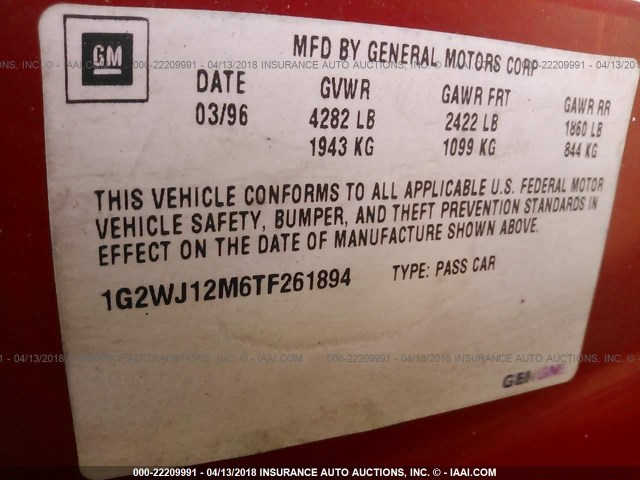 GM
MFD BY GENERAL MOTORS CORP
DATE GVWR GAWR FRT GAWR RR
03/96 4282 LB 2422 LB 1860 LB
1943 KG 1099 KG 844 KG
THIS VEHICLE CONFORMS TO ALL APPLICABLE U.S. FEDERAL MOTOR
VEHICLE SAFETY, BUMPER, AND THEFT PREVENTION STANDARDS IN
EFFECT ON THE DATE OF MANUFACTURE SHOWN ABOVE.
1G2WJ12M6TF261894 TYPE: PASS CAR
000-22209991 - 04/13/2018 INSURANCE AUTO AUCTIONS, INC. - © IAAI.COM